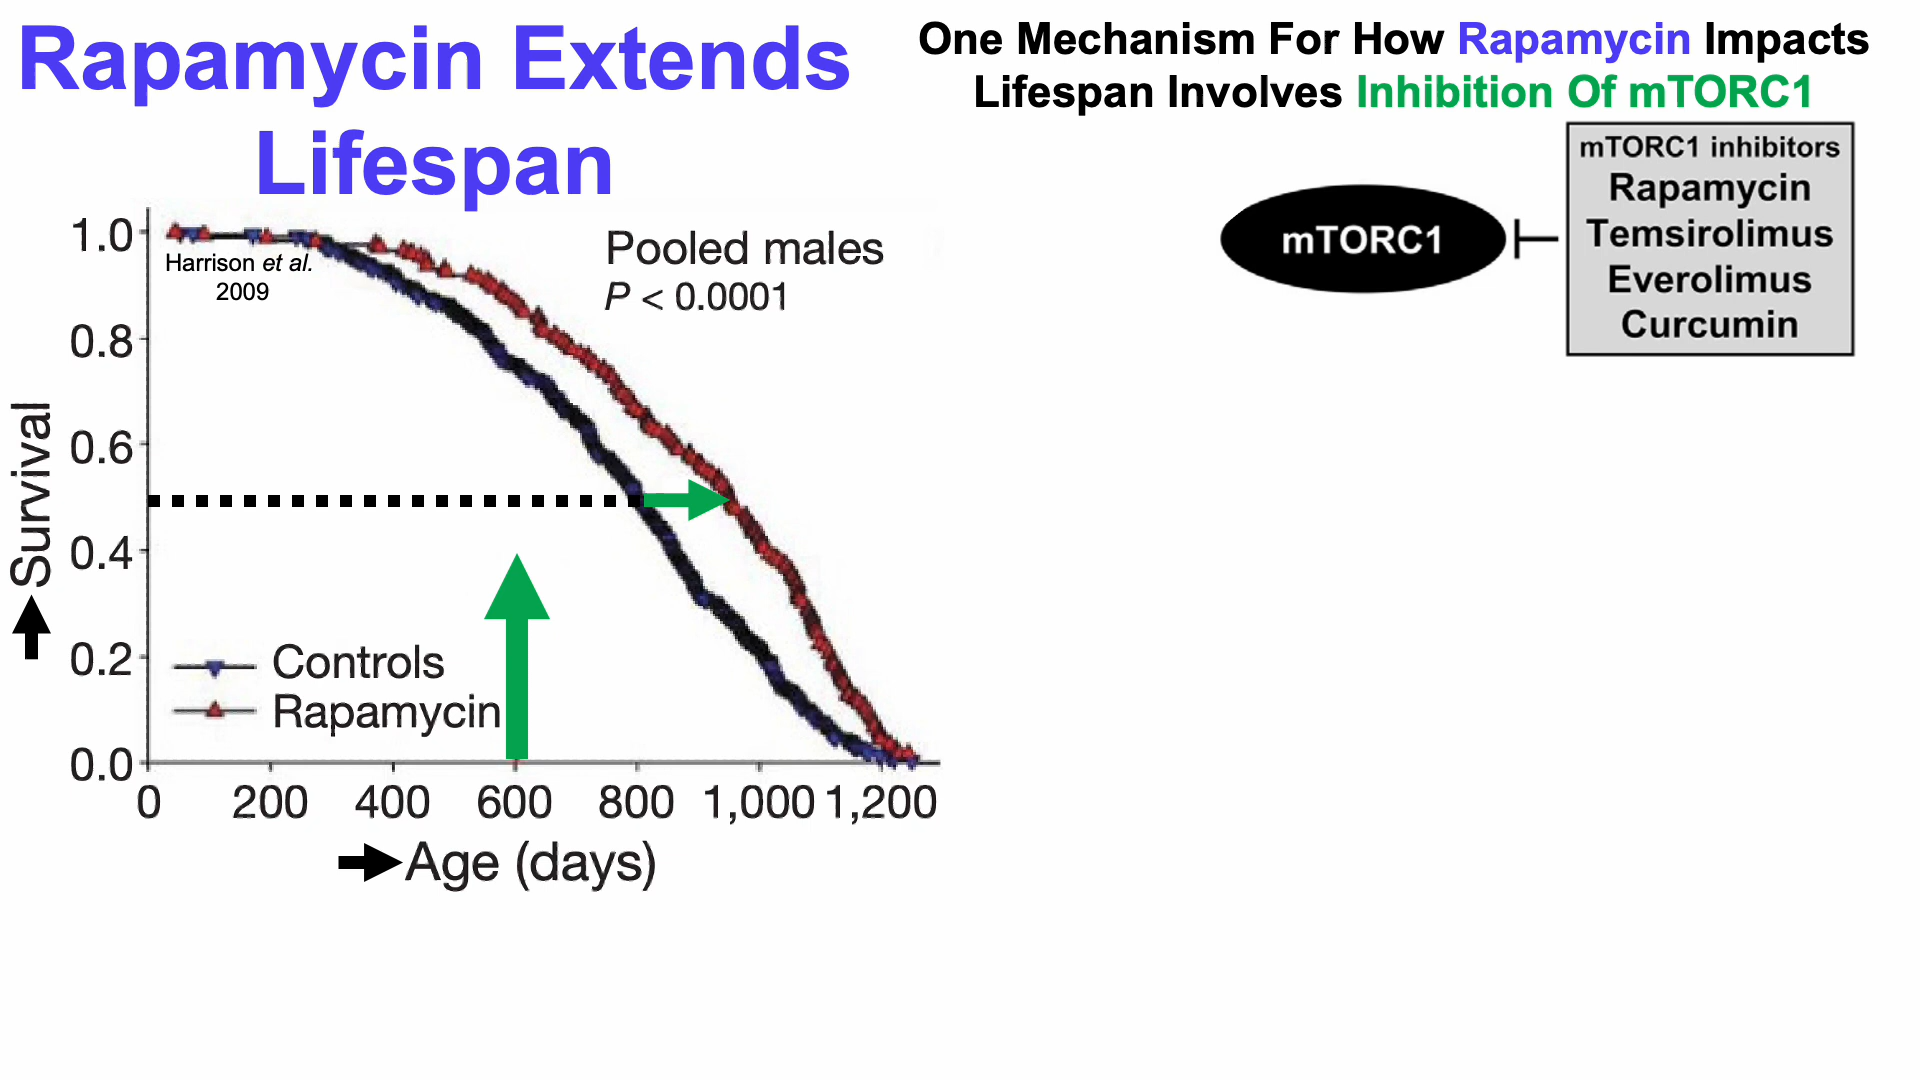 Rapamycin Extends
Lifespan
One Mechanism For How Rapamycin Impacts
Lifespan Involves Inhibition Of mTORC1
mTORC1
mTORC1 inhibitors
Rapamycin
Temsirolimus
Everolimus
Curcumin
Pooled males
P < 0.0001
Harrison et al.
2009
Survival
1.0
0.8
0.6
0.4
0.2
0.0
Controls
Rapamycin
0 200 400 600 800 1,000 1,200
Age (days)